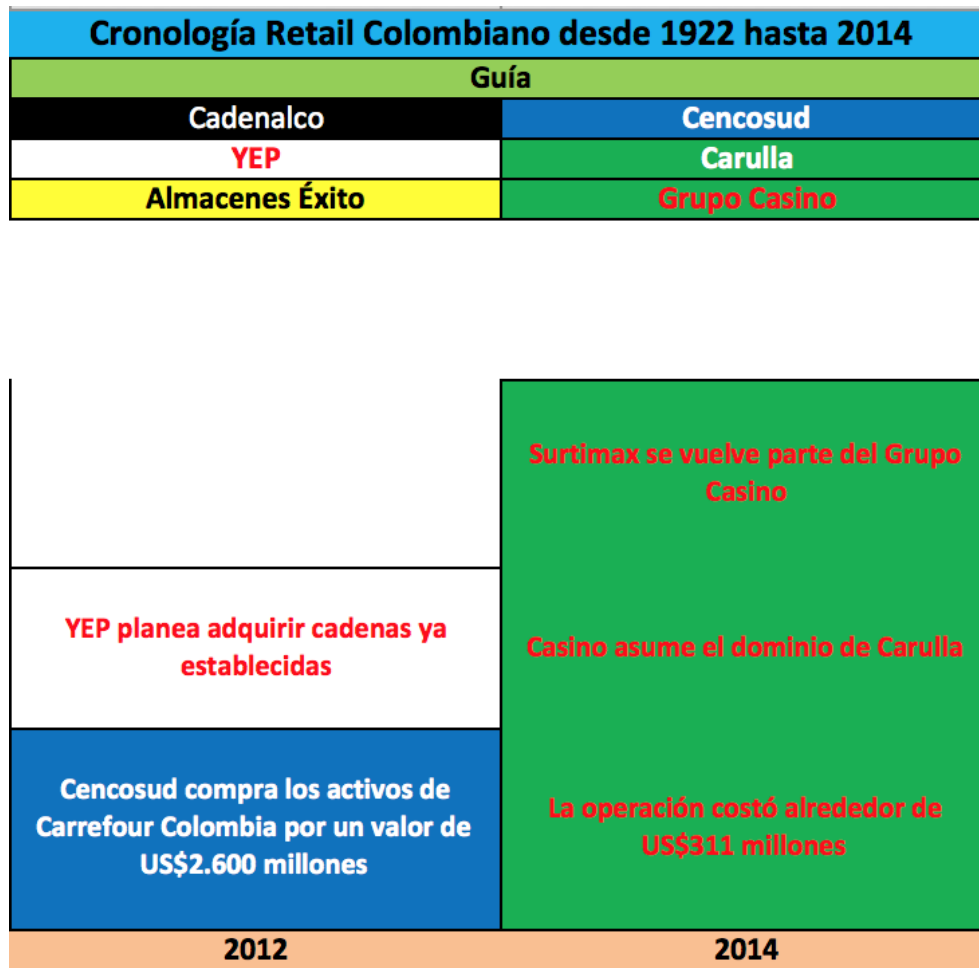 Cronología Retail Colombiano desde 1922 hasta 2014
Guía
Cadenalco
Cencosud
YEP
Carulla
Almacenes Éxito
Grupo Casino
Surtimax se vuelve parte del Grupo
Casino
YEP planea adquirir cadenas ya
establecidas
Casino asume el dominio de Carulla
Cencosud compra los activos de
Carrefour Colombia por un valor de
US$2.600 millones
La operación costó alrededor de
US$311 millones
2012
2014